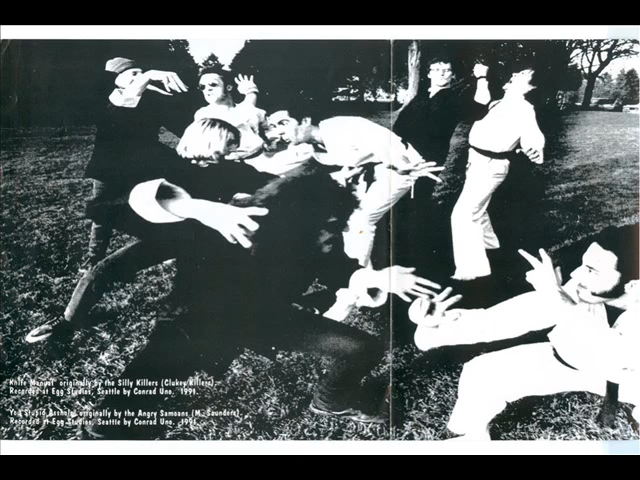 Knife Manual originally by the Silly Killers (Clukey/Killers).
Recorded at Egg Studios, Seattle by Conrad Uno, 1991.
You Stupid Asshole originally by the Angry Samoans (M. Saunders).
Recorded at Egg Studios, Seattle by Conrad Uno, 1991.